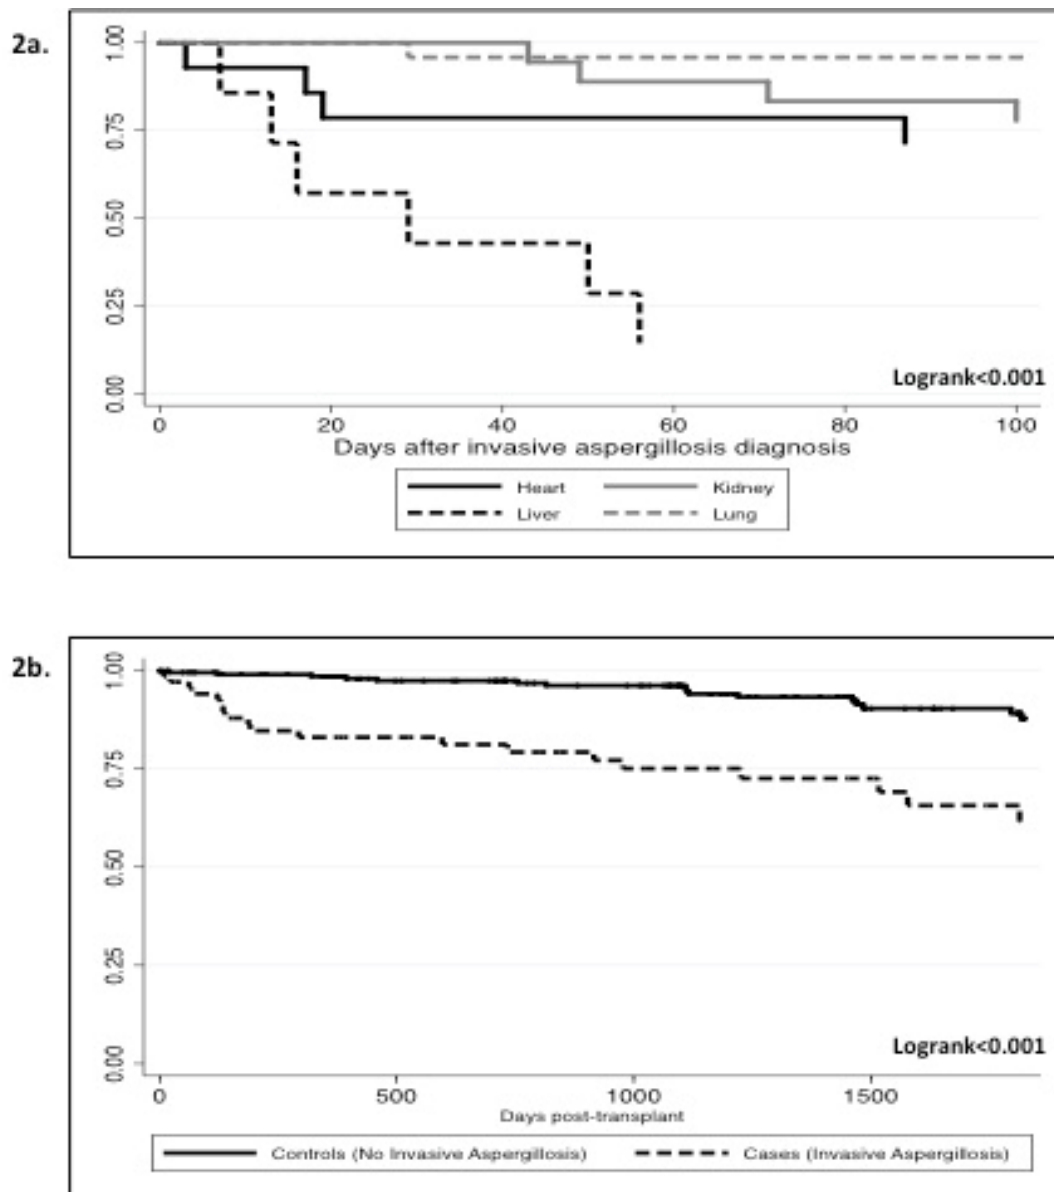 2a.
1.00
0.75
0.50
0.25
0.00
Logrank<0.001
0 20 40 60 80 100
Days after invasive aspergillosis diagnosis
Heart Kidney
Liver Lung
2b.
1.00
0.75
0.50
0.25
0.00
Logrank<0.001
0 500 1000 1500
Days post-transplant
Controls (No Invasive Aspergillosis) Cases (Invasive Aspergillosis)